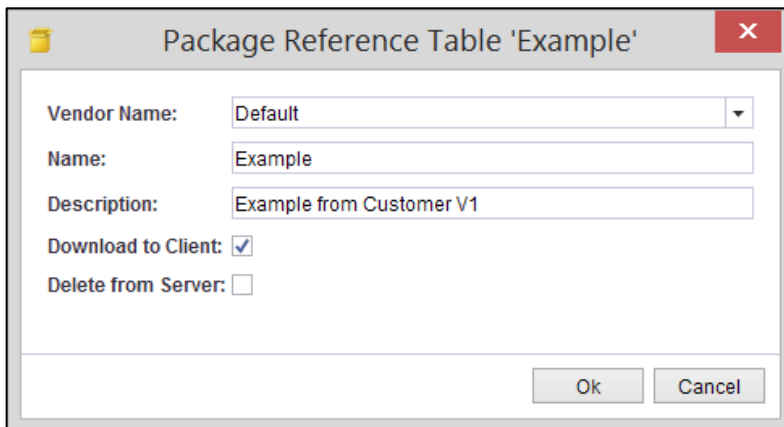 Package Reference Table 'Example'
Vendor Name: Default
Name: Example
Description: Example from Customer V1
Download to Client:
Delete from Server:
Ok Cancel